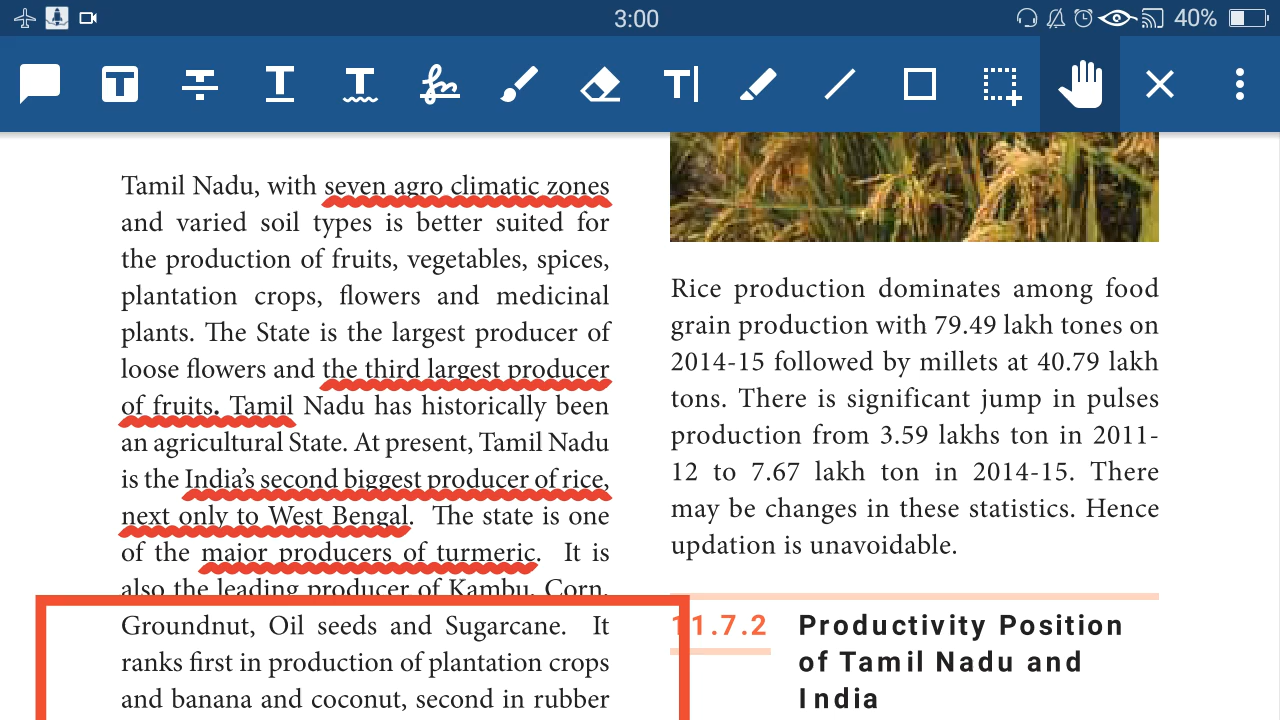 3:00
40%
T
T
T
T
Tamil Nadu, with seven agro climatic zones
and varied soil types is better suited for
the production of fruits, vegetables, spices,
plantation crops, flowers and medicinal
plants. The State is the largest producer of
loose flowers and the third largest producer
of fruits. Tamil Nadu has historically been
an agricultural State. At present, Tamil Nadu
is the India's second biggest producer of rice,
next only to West Bengal. The state is one
of the major producers of turmeric. It is
also the leading producer of Kambu, Corn,
Groundnut, Oil seeds and Sugarcane. It
ranks first in production of plantation crops
and banana and coconut, second in rubber
Rice production dominates among food
grain production with 79.49 lakh tones on
2014-15 followed by millets at 40.79 lakh
tons. There is significant jump in pulses
production from 3.59 lakhs ton in 2011-
12 to 7.67 lakh ton in 2014-15. There
may be changes in these statistics. Hence
updation is unavoidable.
11.7.2 Productivity Position
of Tamil Nadu and
India